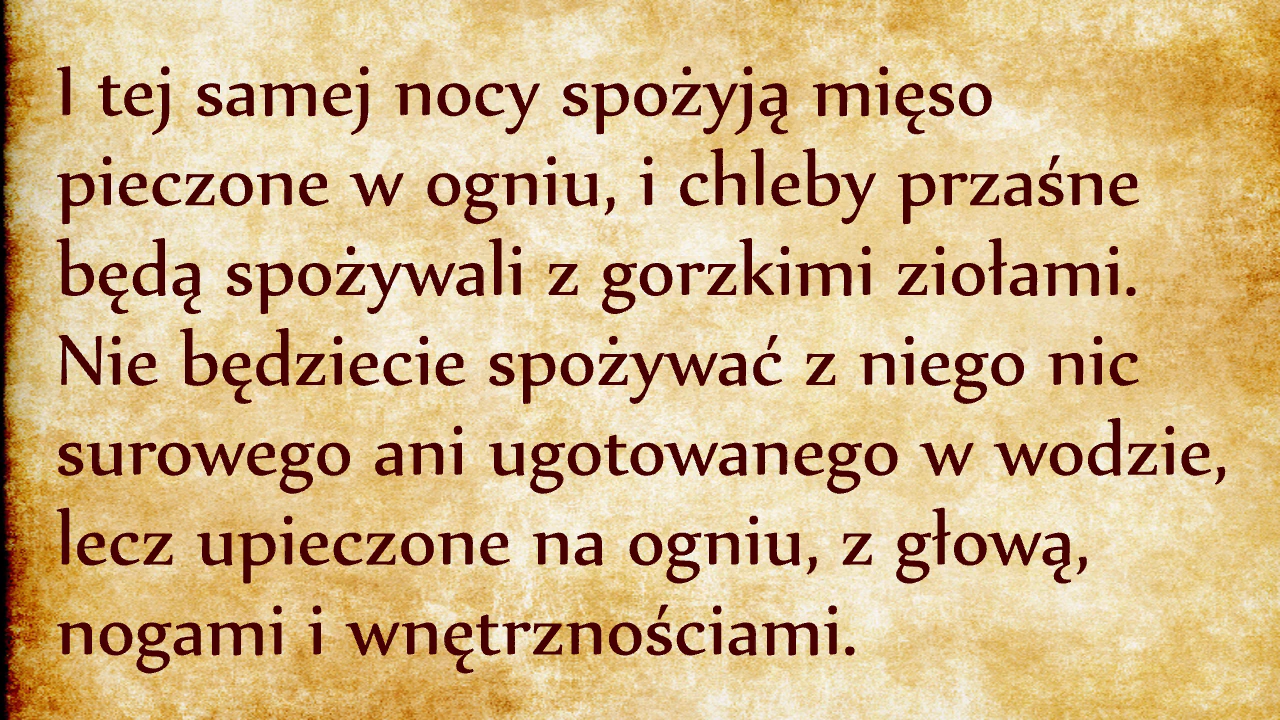 I tej samej nocy spożyją mięso
pieczone w ogniu, i chleby przaśne
będą spożywali z gorzkimi ziołami.
Nie będziecie spożywać z niego nic
surowego ani ugotowanego w wodzie,
lecz upieczone na ogniu, z głową,
nogami i wnętrznościami.